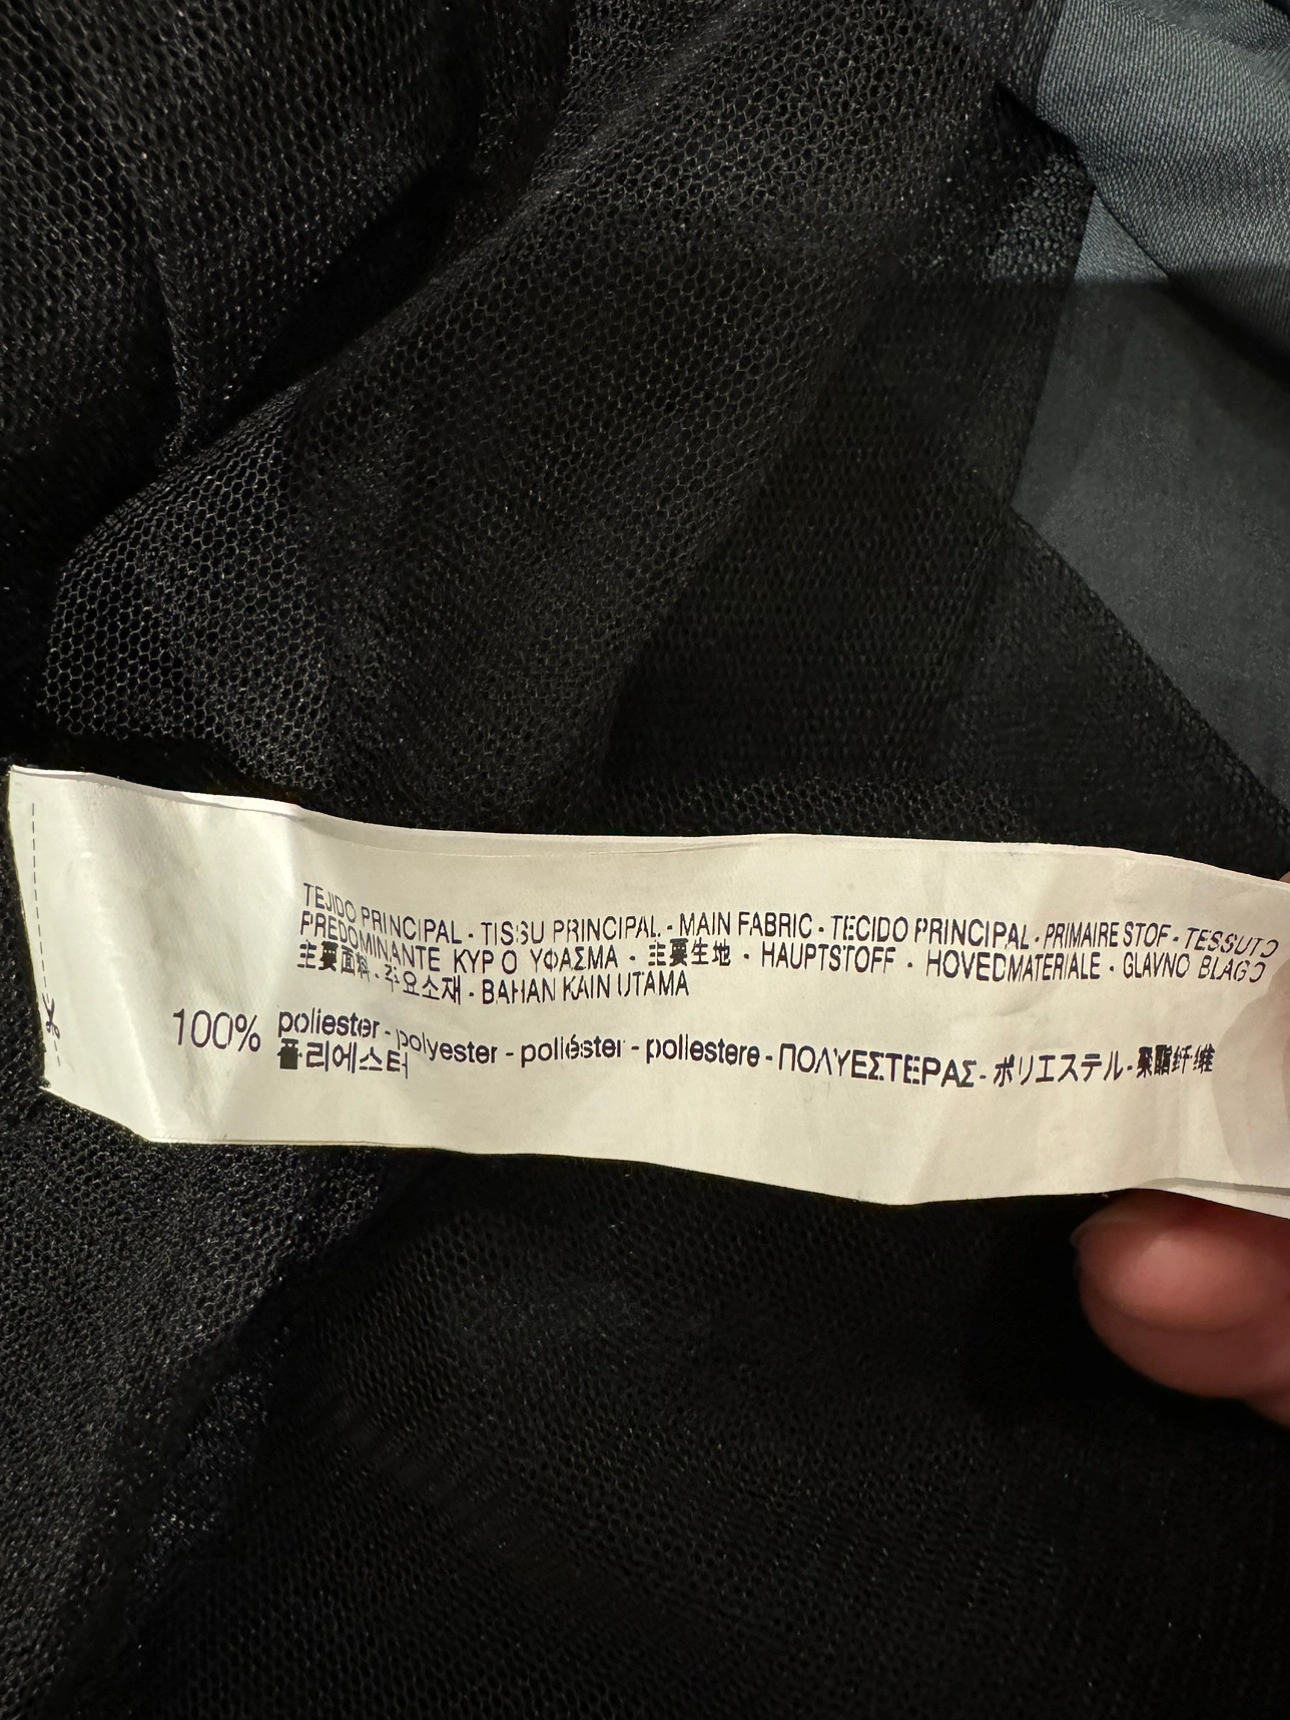 TEJIDO PRINCIPAL - TISSU PRINCIPAL - MAIN FABRIC - TECIDO PRINCIPAL - PRIMAIRE STOF - TESSUTO
PREDOMINANTE ΚΥΡΙΟ ΥΦΑΣΜΑ - 主要生地 - HAUPTSTOFF - HOVEDMATERIALE - GLAVNO BLAGO
主要面料 - 주요소재 - BAHAN KAIN UTAMA
100% poliester - polyester - poliéster - poliestere - ΠΟΛΥΕΣΤΕΡΑΣ - ポリエステル - 聚酯纤维
폴리에스터